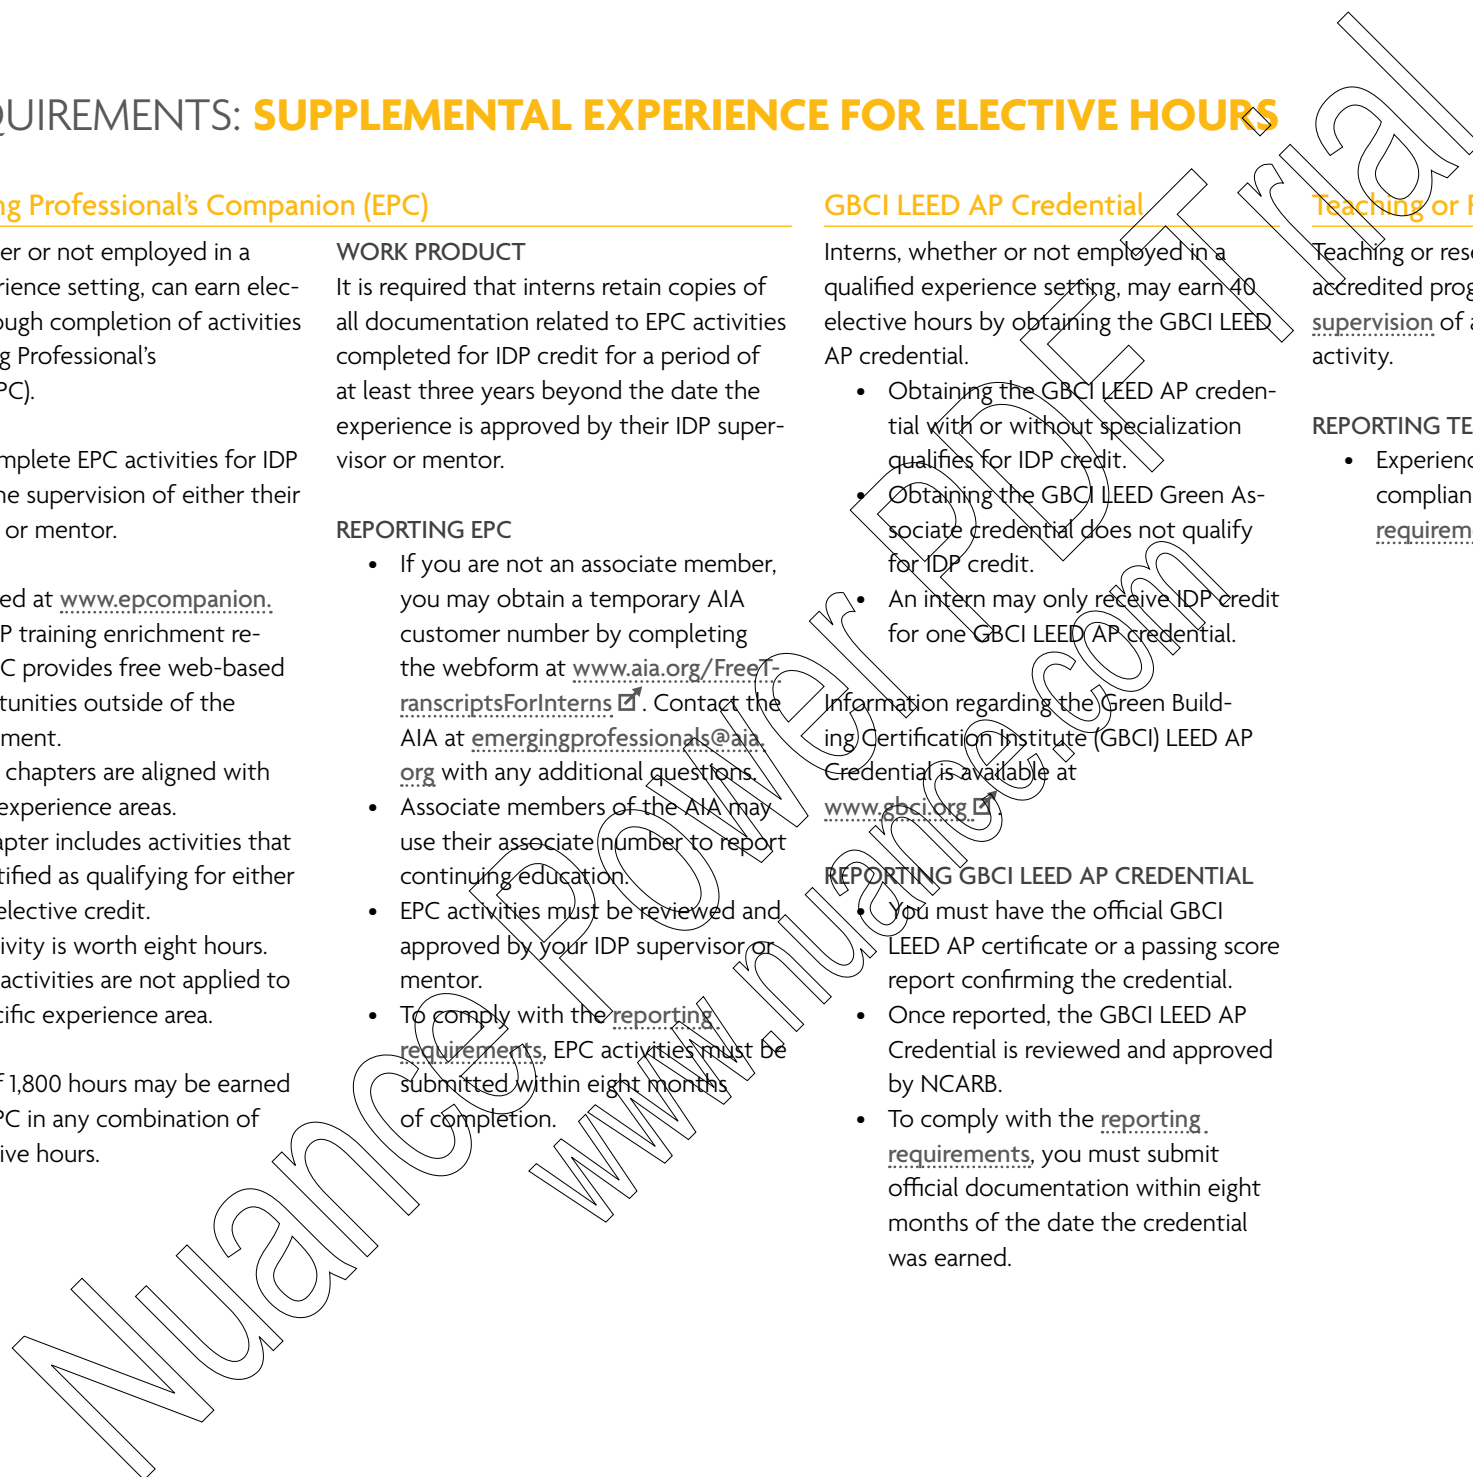 QUIREMENTS: SUPPLEMENTAL EXPERIENCE FOR ELECTIVE HOURS
ng Professional's Companion (EPC)
er or not employed in a
rience setting, can earn elec-
ough completion of activities
g Professional's
PC).
mplete EPC activities for IDP
he supervision of either their
or mentor.
ed at www.epcompanion.
P training enrichment re-
C provides free web-based
tunities outside of the
ment.
chapters are aligned with
experience areas.
apter includes activities that
tified as qualifying for either
elective credit.
ivity is worth eight hours.
activities are not applied to
cific experience area.
f 1,800 hours may be earned
PC in any combination of
ive hours.
WORK PRODUCT
It is required that interns retain copies of
all documentation related to EPC activities
completed for IDP credit for a period of
at least three years beyond the date the
experience is approved by their IDP super-
visor or mentor.
REPORTING EPC
• If you are not an associate member,
you may obtain a temporary AIA
customer number by completing
the webform at www.aia.org/FreeT-
ranscriptsForInterns. Contact the
AIA at emergingprofessionals@aia.
org with any additional questions.
• Associate members of the AIA may
use their associate number to report
continuing education.
• EPC activities must be reviewed and
approved by your IDP supervisor or
mentor.
• To comply with the reporting
requirements, EPC activities must be
submitted within eight months
of completion.
GBCI LEED AP Credential
Interns, whether or not employed in a
qualified experience setting, may earn 40
elective hours by obtaining the GBCI LEED
AP credential.
• Obtaining the GBCI LEED AP creden-
tial with or without specialization
qualifies for IDP credit.
• Obtaining the GBCI LEED Green As-
sociate credential does not qualify
for IDP credit.
• An intern may only receive IDP credit
for one GBCI LEED AP credential.
Information regarding the Green Build-
ing Certification Institute (GBCI) LEED AP
Credential is available at
www.gbci.org.
REPORTING GBCI LEED AP CREDENTIAL
• You must have the official GBCI
LEED AP certificate or a passing score
report confirming the credential.
• Once reported, the GBCI LEED AP
Credential is reviewed and approved
by NCARB.
• To comply with the reporting
requirements, you must submit
official documentation within eight
months of the date the credential
was earned.
Teaching or R
Teaching or rese
accredited prog
supervision of a
activity.
REPORTING TE
• Experienc
complian
requireme
Nuance Power PDF Trial
www.nuance.com